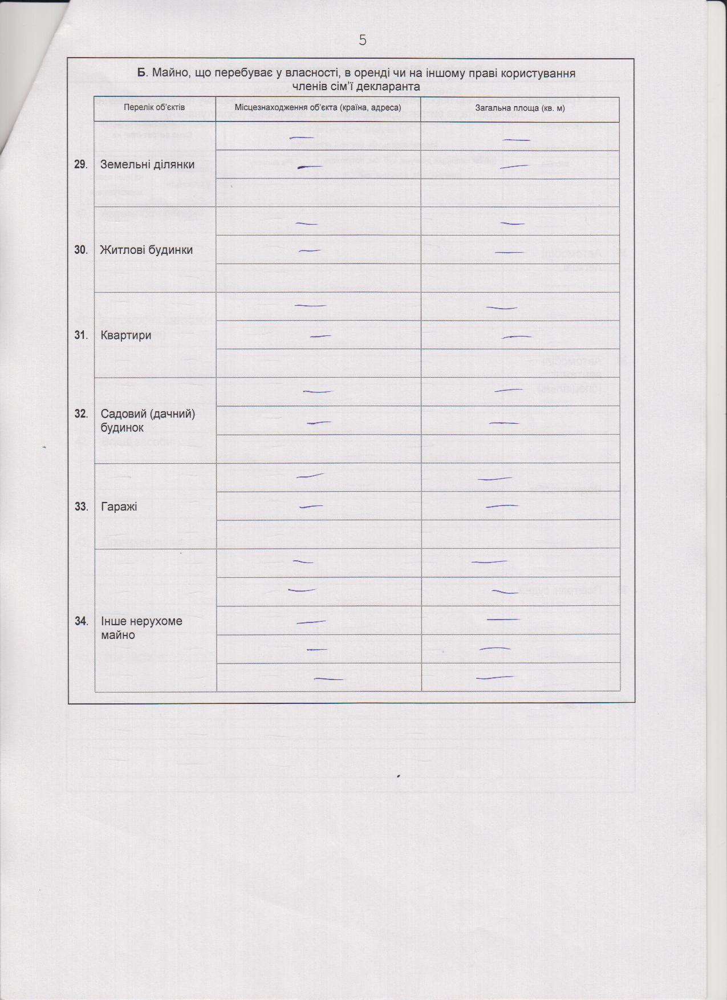 5
Б. Майно, що перебуває у власності, в оренді чи на іншому праві користування
членів сім’ї декларанта
Перелік об’єктів Місцезнаходження об’єкта (країна, адреса) Загальна площа (кв. м)
— —
29. Земельні ділянки — —
— —
30. Житлові будинки — —
— —
31. Квартири — —
— —
32. Садовий (дачний)
будинок — —
— —
33. Гаражі — —
— —
— —
34. Інше нерухоме — —
майно
— —
— —